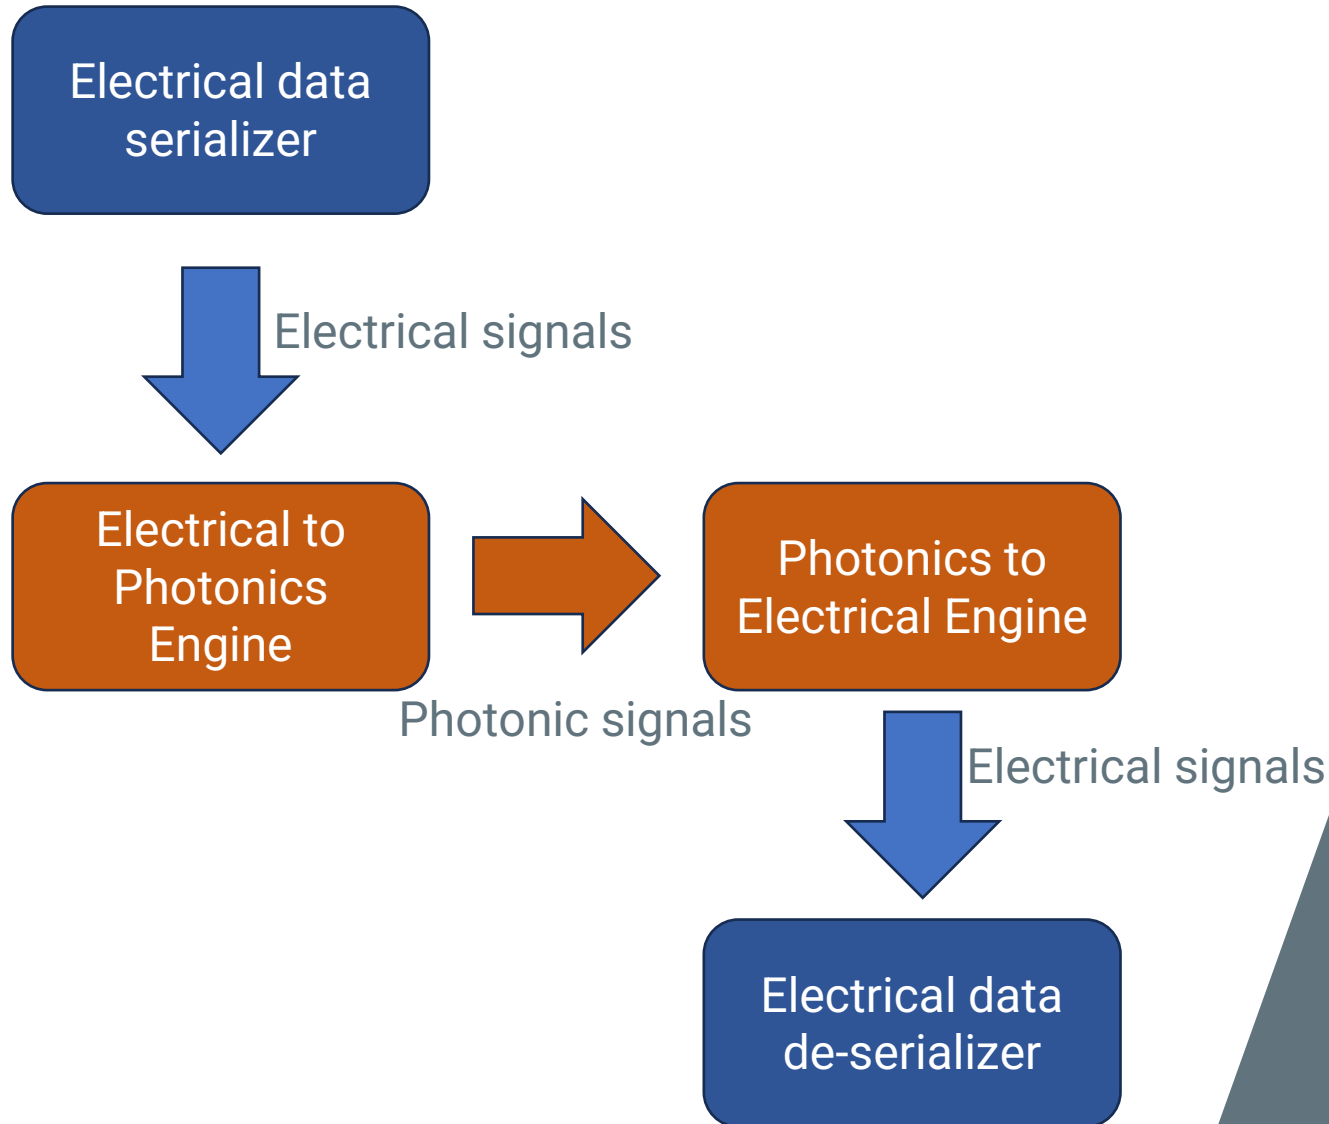 Electrical data
serializer
Electrical signals
Electrical to
Photonics
Engine
Photonics to
Electrical Engine
Photonic signals
Electrical signals
Electrical data
de-serializer